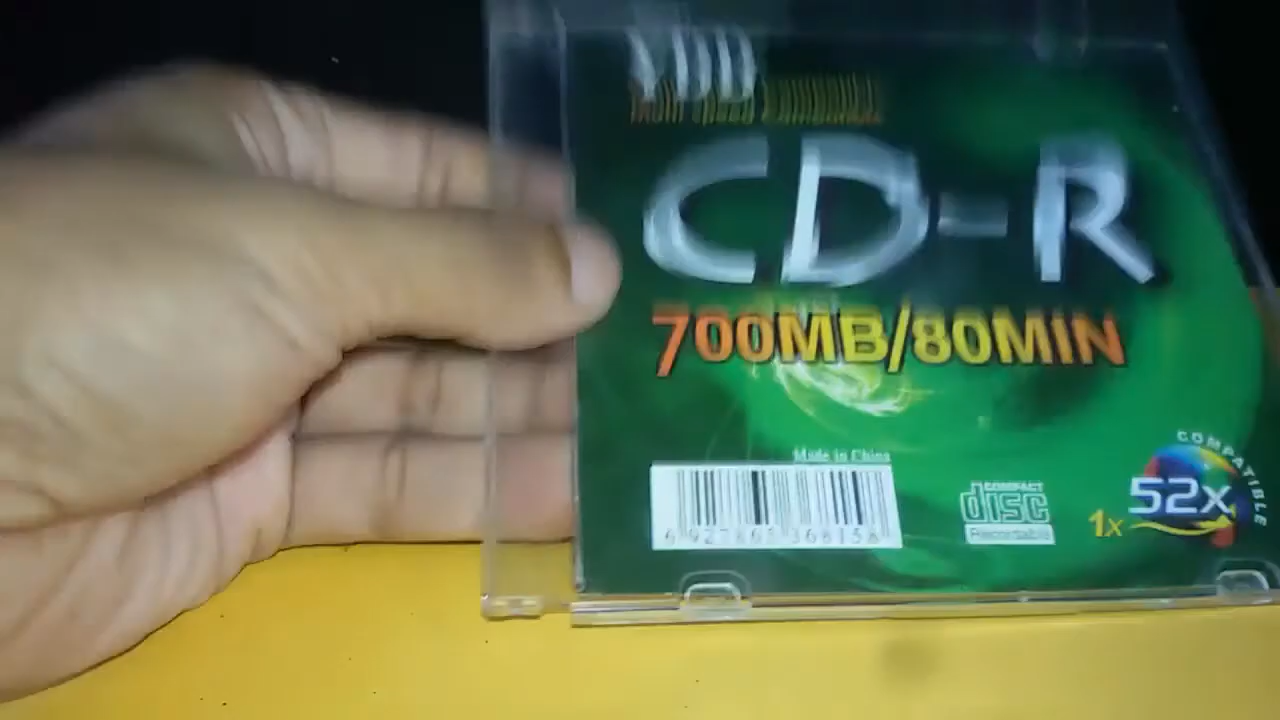 CD-R
700MB/80MIN
Made in China
COMPACT
disc
Recordable
COMPATIBLE
52x
1x